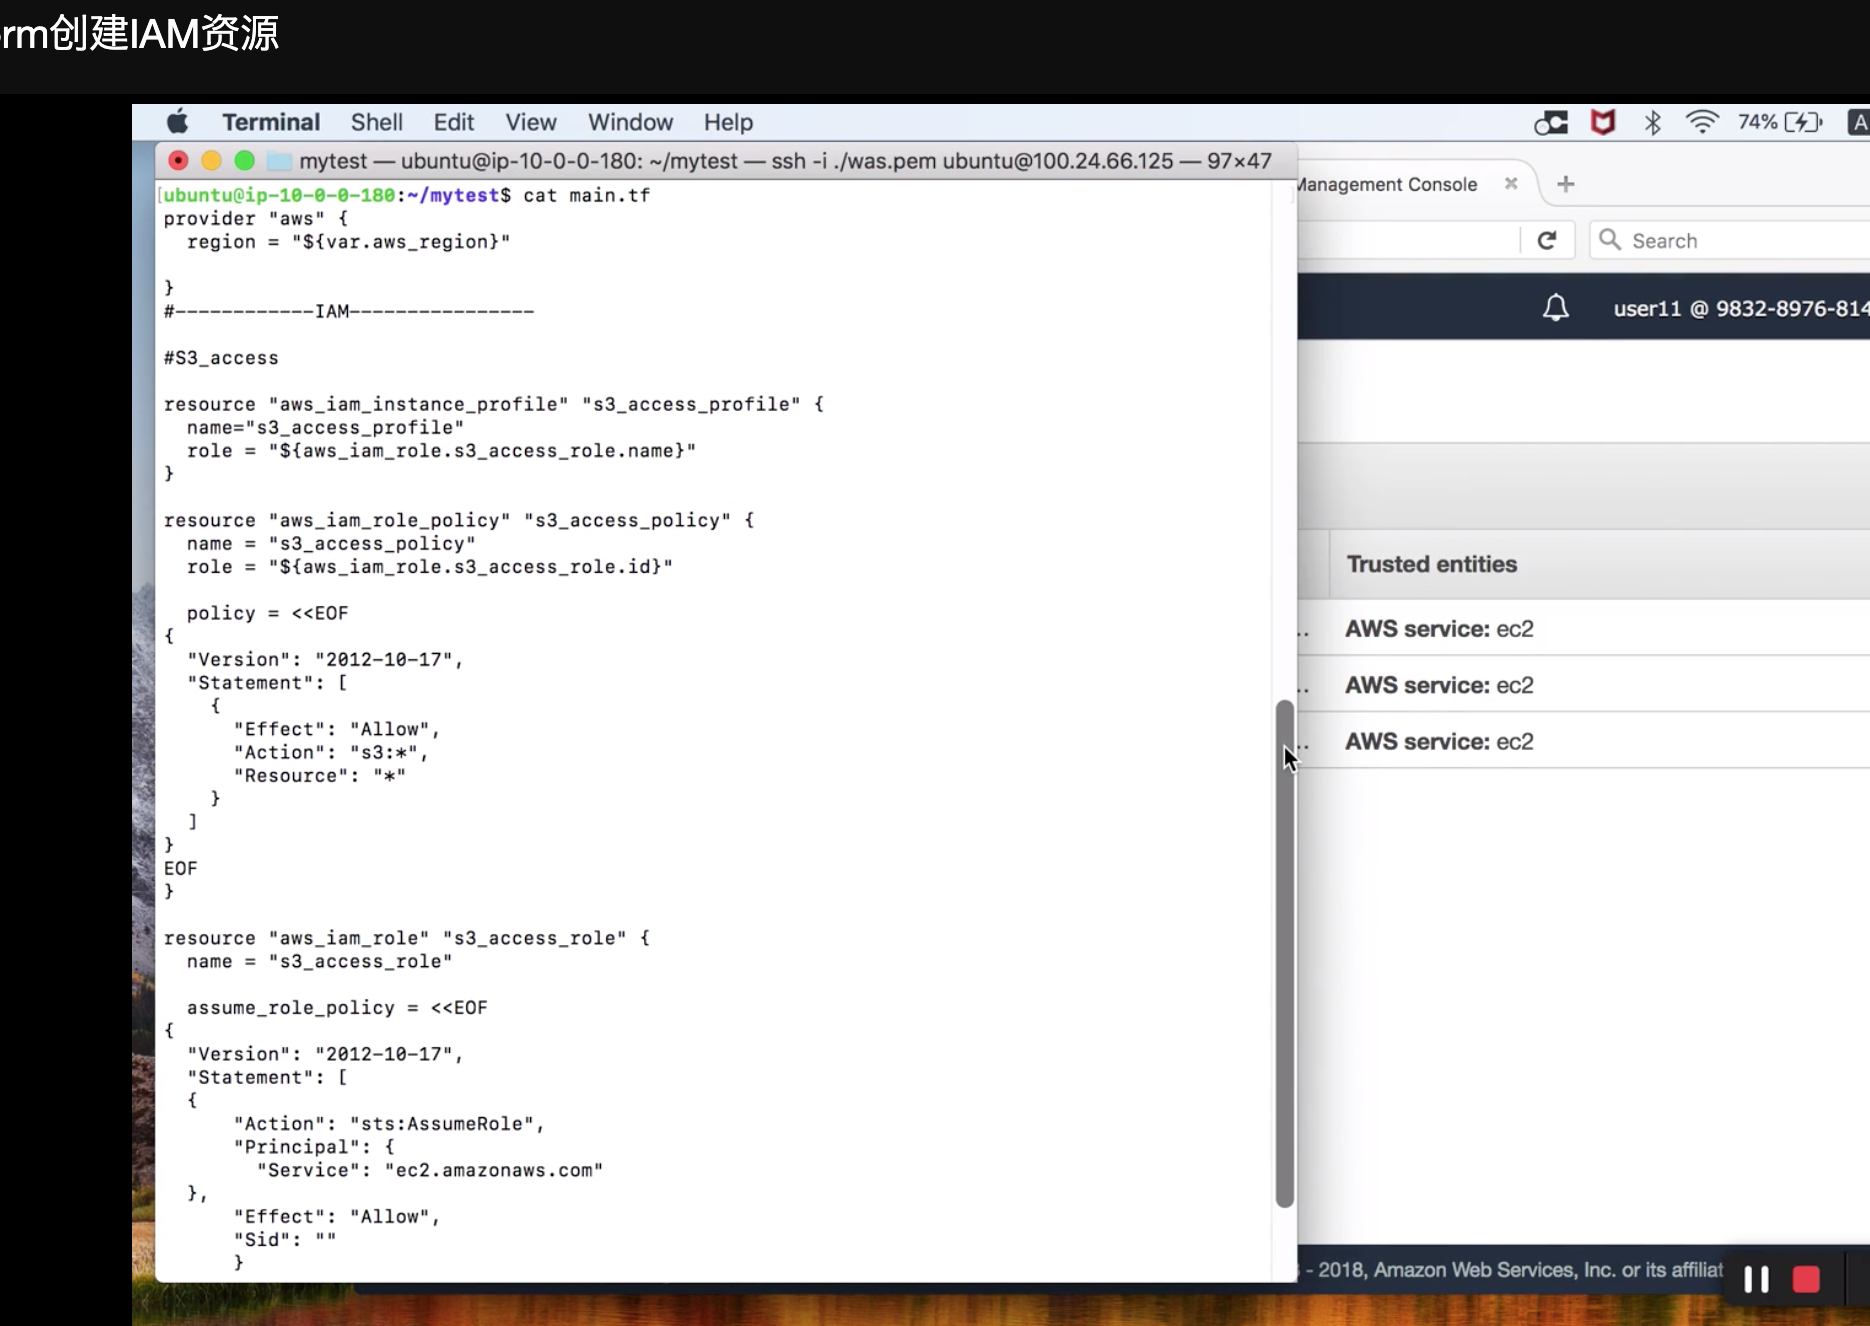 rm创建IAM资源
Terminal Shell Edit View Window Help
74%
A
mytest — ubuntu@ip-10-0-0-180: ~/mytest — ssh -i ./was.pem ubuntu@100.24.66.125 — 97×47
ubuntu@ip-10-0-0-180:~/mytest$ cat main.tf
provider "aws" {
  region = "${var.aws_region}"

}
#------------IAM----------------

#S3_access

resource "aws_iam_instance_profile" "s3_access_profile" {
  name="s3_access_profile"
  role = "${aws_iam_role.s3_access_role.name}"
}

resource "aws_iam_role_policy" "s3_access_policy" {
  name = "s3_access_policy"
  role = "${aws_iam_role.s3_access_role.id}"

  policy = <<EOF
{
  "Version": "2012-10-17",
  "Statement": [
    {
      "Effect": "Allow",
      "Action": "s3:*",
      "Resource": "*"
    }
  ]
}
EOF
}

resource "aws_iam_role" "s3_access_role" {
  name = "s3_access_role"

  assume_role_policy = <<EOF
{
  "Version": "2012-10-17",
  "Statement": [
  {
      "Action": "sts:AssumeRole",
      "Principal": {
        "Service": "ec2.amazonaws.com"
  },
      "Effect": "Allow",
      "Sid": ""
      }
Management Console
Search
user11 @ 9832-8976-814
Trusted entities
AWS service: ec2
AWS service: ec2
AWS service: ec2
- 2018, Amazon Web Services, Inc. or its affiliat